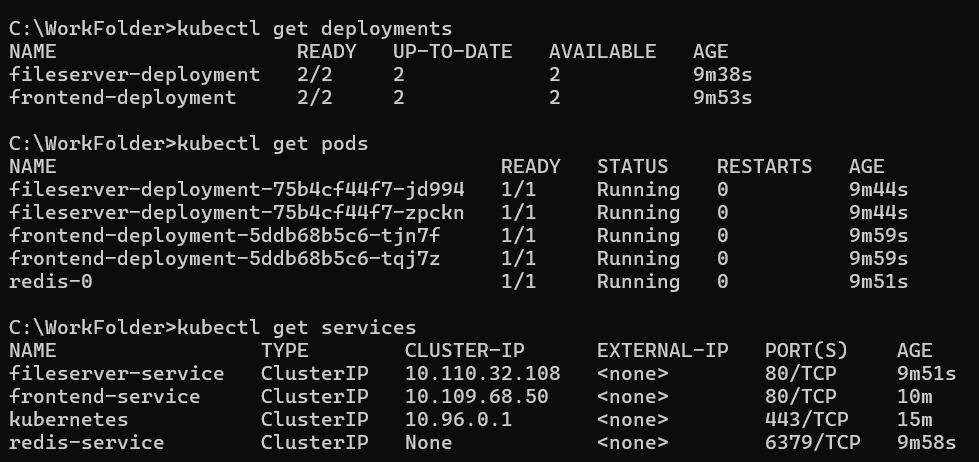 C:\WorkFolder>kubectl get deployments
NAME                    READY   UP-TO-DATE   AVAILABLE   AGE
fileserver-deployment   2/2     2            2           9m38s
frontend-deployment     2/2     2            2           9m53s

C:\WorkFolder>kubectl get pods
NAME                                     READY   STATUS    RESTARTS   AGE
fileserver-deployment-75b4cf44f7-jd994   1/1     Running   0          9m44s
fileserver-deployment-75b4cf44f7-zpckn   1/1     Running   0          9m44s
frontend-deployment-5ddb68b5c6-tjn7f     1/1     Running   0          9m59s
frontend-deployment-5ddb68b5c6-tqj7z     1/1     Running   0          9m59s
redis-0                                  1/1     Running   0          9m51s

C:\WorkFolder>kubectl get services
NAME                 TYPE        CLUSTER-IP      EXTERNAL-IP   PORT(S)    AGE
fileserver-service   ClusterIP   10.110.32.108   <none>        80/TCP     9m51s
frontend-service     ClusterIP   10.109.68.50    <none>        80/TCP     10m
kubernetes           ClusterIP   10.96.0.1       <none>        443/TCP    15m
redis-service        ClusterIP   None            <none>        6379/TCP   9m58s